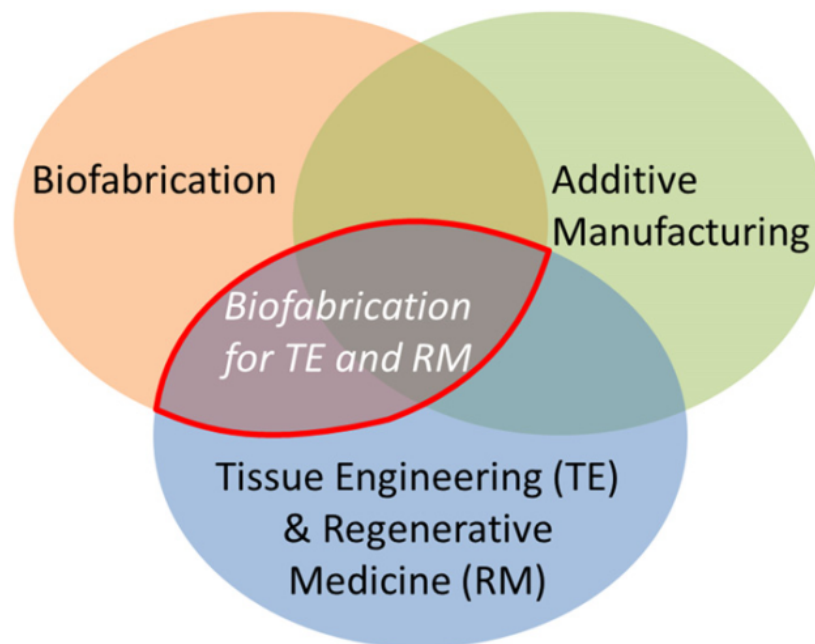 Biofabrication
Additive
Manufacturing
Biofabrication
for TE and RM
Tissue Engineering (TE)
& Regenerative
Medicine (RM)